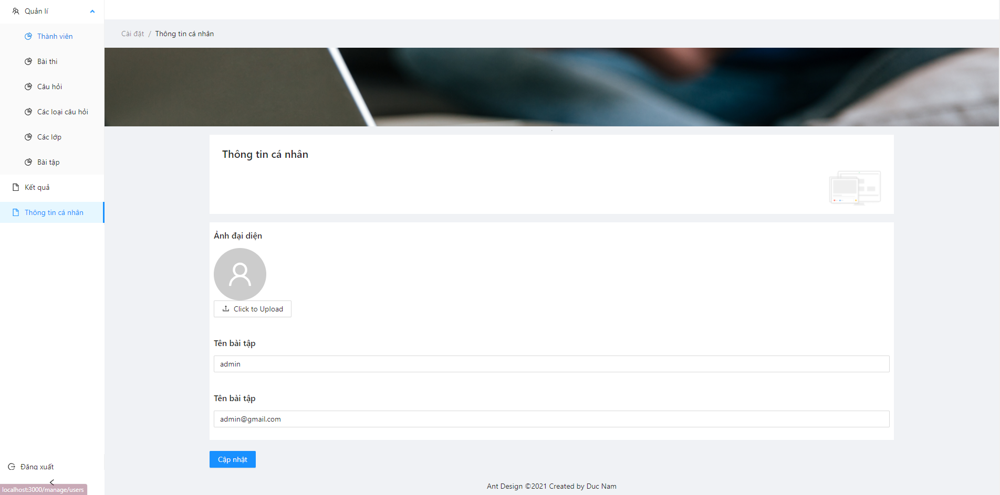 Quản lí
Thành viên
Bài thi
Câu hỏi
Các loại câu hỏi
Các lớp
Bài tập
Kết quả
Thông tin cá nhân
Đăng xuất
localhost:3000/manage/users
Cài đặt / Thông tin cá nhân
Thông tin cá nhân
Ảnh đại diện
Click to Upload
Tên bài tập
admin
Tên bài tập
admin@gmail.com
Cập nhật
Ant Design ©2021 Created by Duc Nam